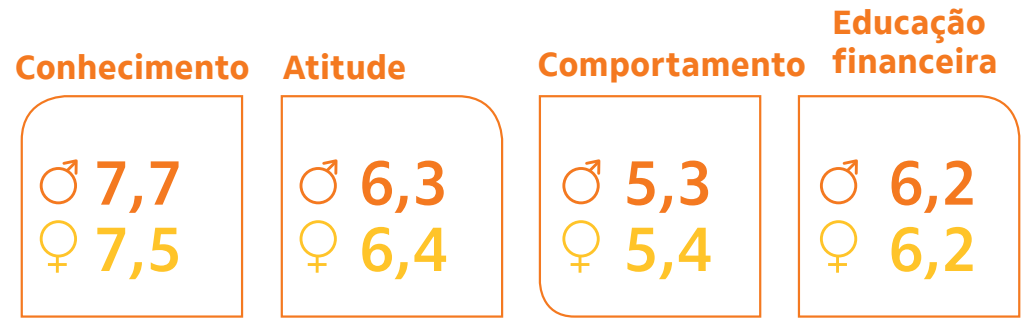 Conhecimento
♂ 7,7
♀ 7,5
Atitude
♂ 6,3
♀ 6,4
Comportamento
♂ 5,3
♀ 5,4
Educação
financeira
♂ 6,2
♀ 6,2